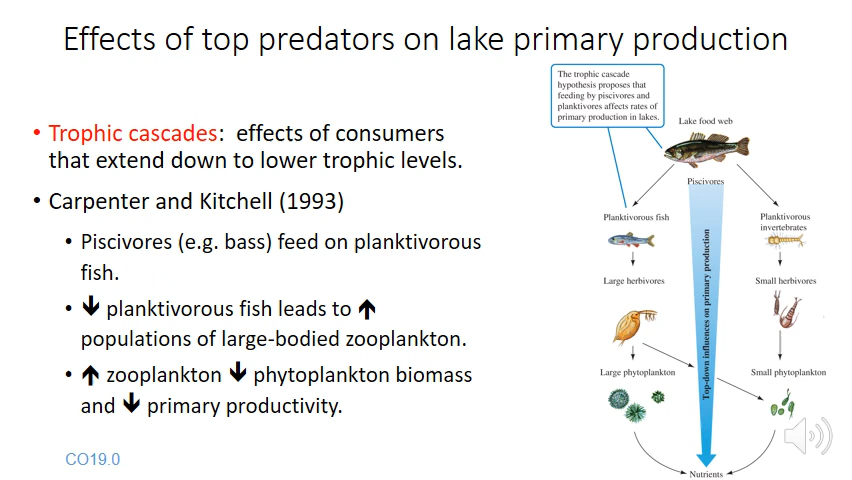 Effects of top predators on lake primary production
• Trophic cascades: effects of consumers
that extend down to lower trophic levels.
• Carpenter and Kitchell (1993)
• Piscivores (e.g. bass) feed on planktivorous
fish.
• 🡇 planktivorous fish leads to 🡅
populations of large-bodied zooplankton.
• 🡅 zooplankton 🡇 phytoplankton biomass
and 🡇 primary productivity.
CO19.0
The trophic cascade
hypothesis proposes that
feeding by piscivores and
planktivores affects rates of
primary production in lakes.
Lake food web
Piscivores
Planktivorous fish
Planktivorous
invertebrates
Large herbivores
Small herbivores
Top-down influences on primary production
Large phytoplankton
Small phytoplankton
Nutrients